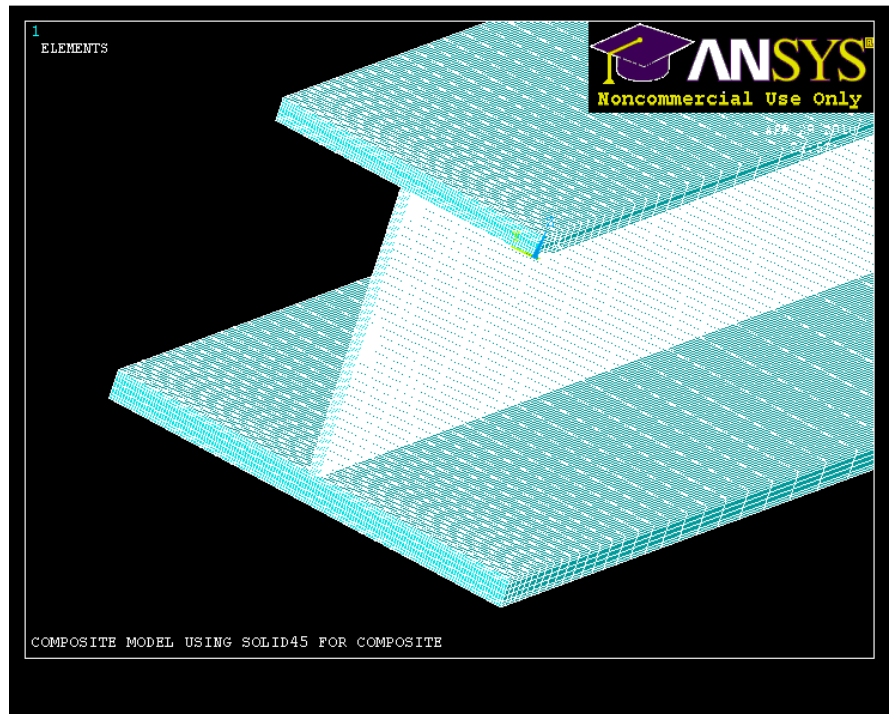 1
ELEMENTS
ANSYS®
Noncommercial Use Only
COMPOSITE MODEL USING SOLID45 FOR COMPOSITE